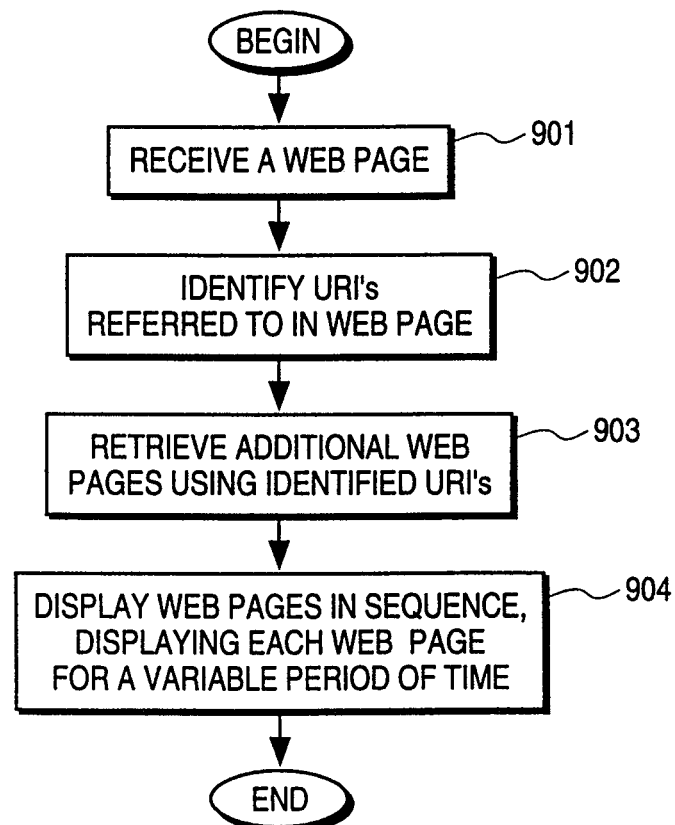 BEGIN
RECEIVE A WEB PAGE
901
IDENTIFY URI's
REFERRED TO IN WEB PAGE
902
RETRIEVE ADDITIONAL WEB
PAGES USING IDENTIFIED URI's
903
DISPLAY WEB PAGES IN SEQUENCE,
DISPLAYING EACH WEB PAGE
FOR A VARIABLE PERIOD OF TIME
904
END